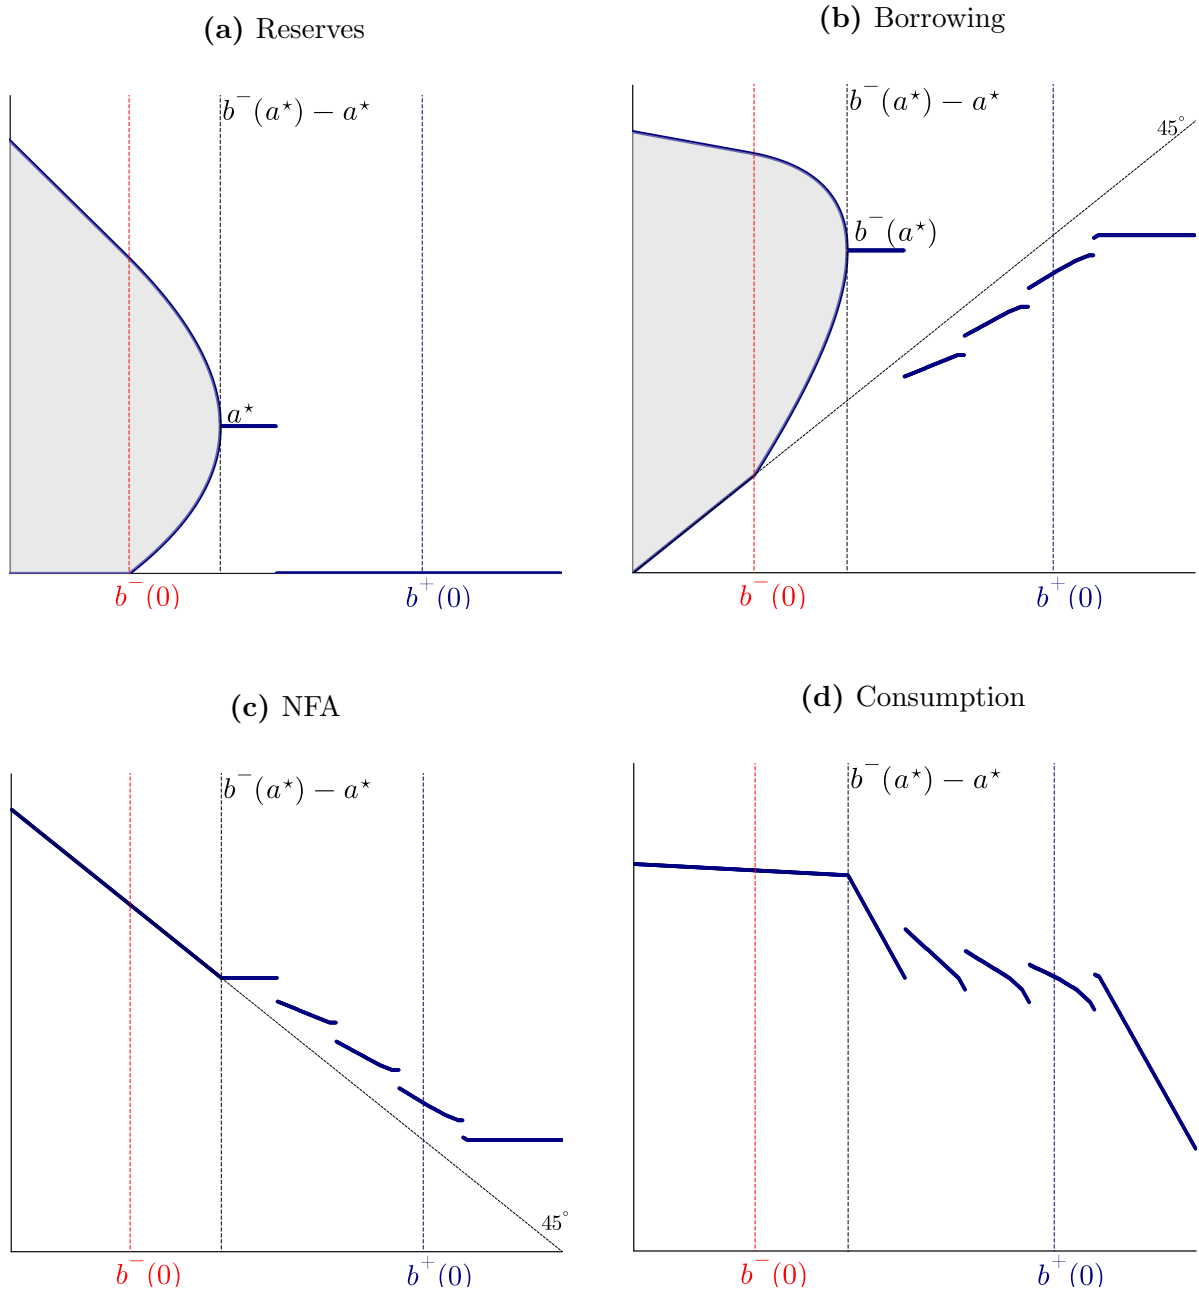 (a) Reserves
b⁻(a⋆) − a⋆
a⋆
b⁻(0)
b⁺(0)
(b) Borrowing
b⁻(a⋆) − a⋆
45°
b⁻(a⋆)
b⁻(0)
b⁺(0)
(c) NFA
b⁻(a⋆) − a⋆
45°
b⁻(0)
b⁺(0)
(d) Consumption
b⁻(a⋆) − a⋆
b⁻(0)
b⁺(0)